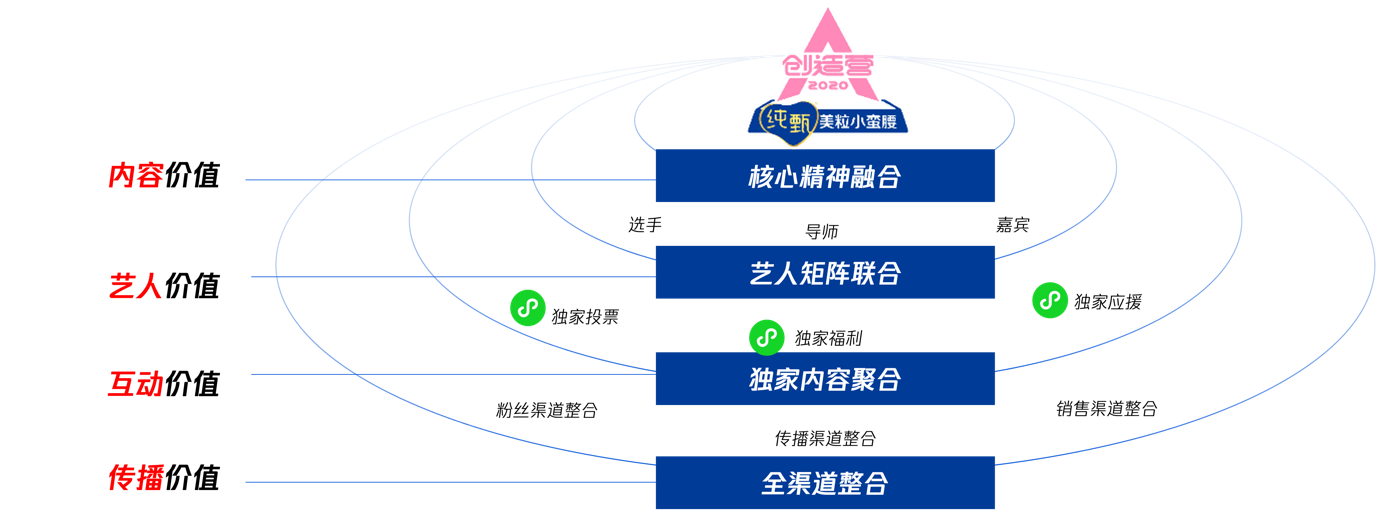 创造营
2020
纯甄 美粒小蛮腰
内容价值
核心精神融合
选手
导师
嘉宾
艺人价值
艺人矩阵联合
独家投票
独家福利
独家应援
互动价值
独家内容聚合
粉丝渠道整合
传播渠道整合
销售渠道整合
传播价值
全渠道整合